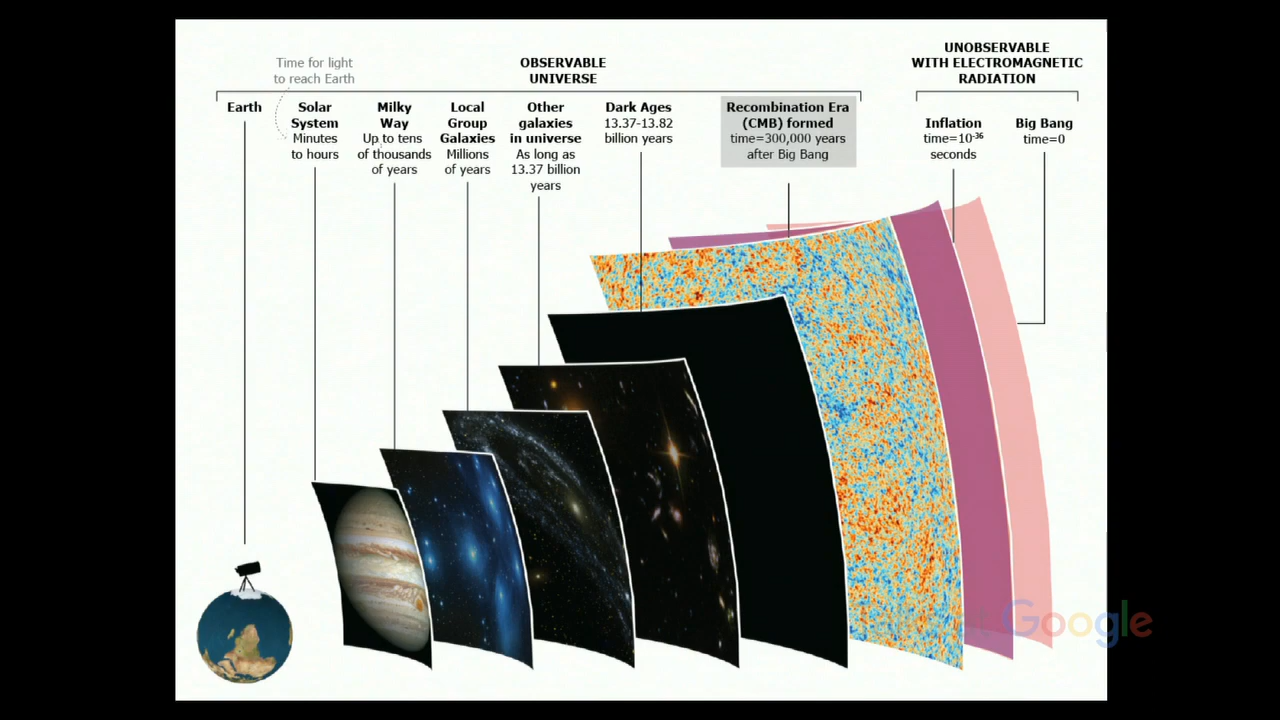 Time for light
to reach Earth
OBSERVABLE
UNIVERSE
UNOBSERVABLE
WITH ELECTROMAGNETIC
RADIATION
Earth
Solar
System
Minutes
to hours
Milky
Way
Up to tens
of thousands
of years
Local
Group
Galaxies
Millions
of years
Other
galaxies
in universe
As long as
13.37 billion
years
Dark Ages
13.37-13.82
billion years
Recombination Era
(CMB) formed
time=300,000 years
after Big Bang
Inflation
time=10⁻³⁶
seconds
Big Bang
time=0
Google